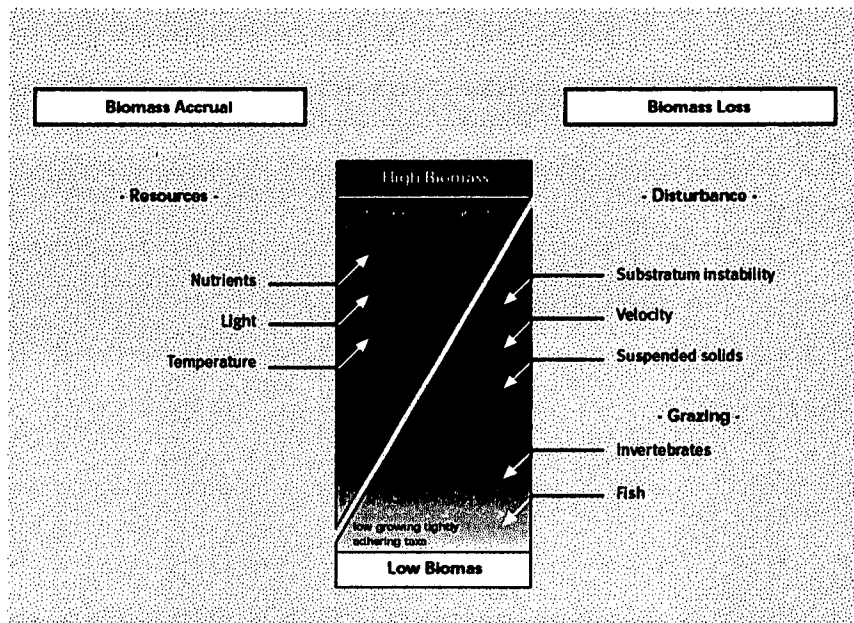 Biomass Accrual
Biomass Loss
High Biomass
- Resources -
- Disturbance -
Nutrients
Light
Temperature
Substratum instability
Velocity
Suspended solids
- Grazing -
Invertebrates
Fish
low growing tightly
adhering taxa
Low Biomas